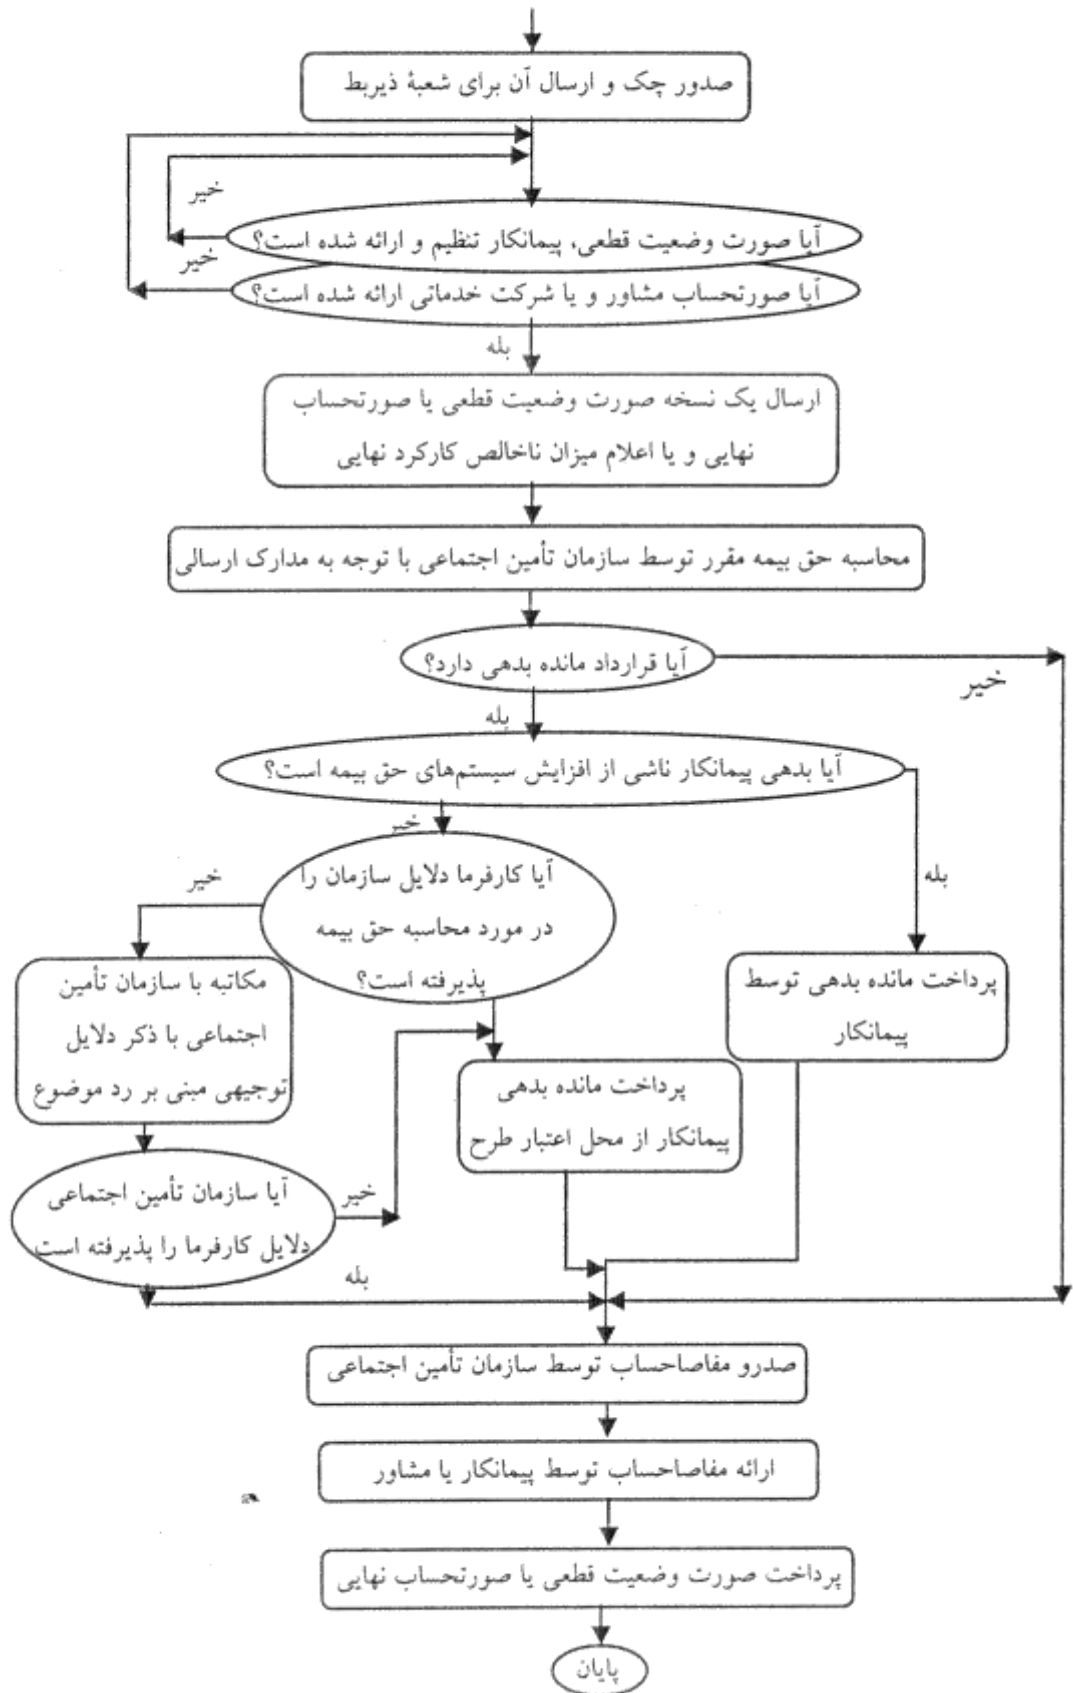 صدور چک و ارسال آن برای شعبهٔ ذیربط
خیر
آیا صورت وضعیت قطعی، پیمانکار تنظیم و ارائه شده است؟
خیر
آیا صورتحساب مشاور و یا شرکت خدماتی ارائه شده است؟
بله
ارسال یک نسخه صورت وضعیت قطعی یا صورتحساب
نهایی و یا اعلام میزان ناخالص کارکرد نهایی
محاسبه حق بیمه مقرر توسط سازمان تأمین اجتماعی با توجه به مدارک ارسالی
آیا قرارداد مانده بدهی دارد؟
خیر
بله
آیا بدهی پیمانکار ناشی از افزایش سیستم‌های حق بیمه است؟
خیر
بله
آیا کارفرما دلایل سازمان را
در مورد محاسبه حق بیمه
پذیرفته است؟
خیر
پرداخت مانده بدهی توسط
پیمانکار
مکاتبه با سازمان تأمین
اجتماعی با ذکر دلایل
توجیهی مبنی بر رد موضوع
پرداخت مانده بدهی
پیمانکار از محل اعتبار طرح
آیا سازمان تأمین اجتماعی
دلایل کارفرما را پذیرفته است
خیر
بله
صدرو مفاصاحساب توسط سازمان تأمین اجتماعی
ارائه مفاصاحساب توسط پیمانکار یا مشاور
پرداخت صورت وضعیت قطعی یا صورتحساب نهایی
پایان